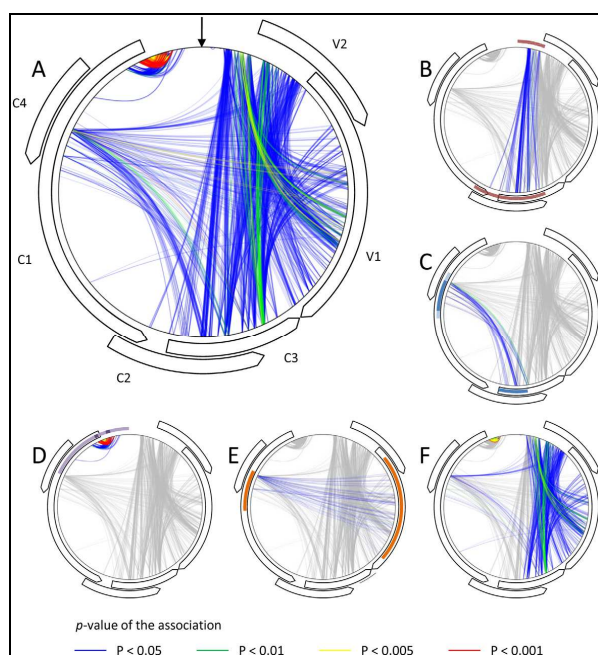 A
V2
C4
C1
V1
C3
C2
B
C
D
E
F
p-value of the association
P < 0.05
P < 0.01
P < 0.005
P < 0.001